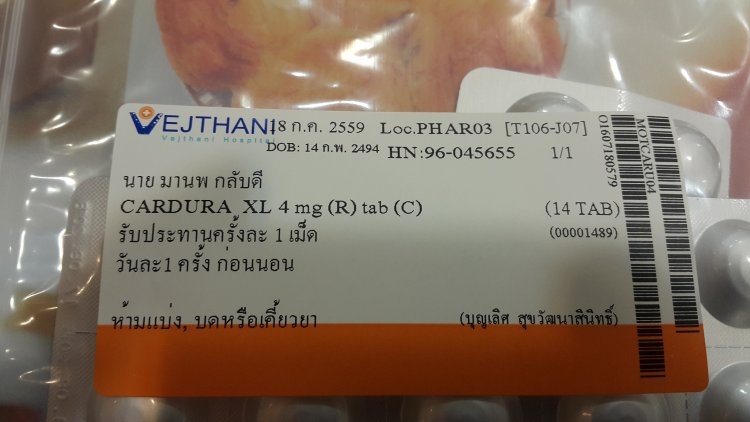 VEJTHANI 18 ก.ค. 2559 Loc.PHAR03 [T106-J07]
Vejthani Hospital
DOB: 14 ก.พ. 2494 HN:96-045655 1/1
นาย มานพ กลับดี
CARDURA XL 4 mg (R) tab (C) (14 TAB)
รับประทานครั้งละ 1 เม็ด (00001489)
วันละ1 ครั้ง ก่อนนอน
ห้ามแบ่ง, บดหรือเคี้ยวยา (บุญเลิศ สุขวัฒนาสินิทธิ์)
O1607180579
MOTCARU04